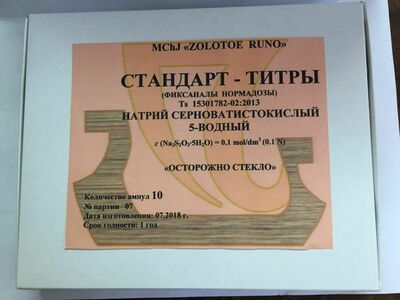 MChJ «ZOLOTOE RUNO»
СТАНДАРТ - ТИТРЫ
(ФИКСАНАЛЫ НОРМАДОЗЫ)
Ts 15301782-02:2013
НАТРИЙ СЕРНОВАТИСТОКИСЛЫЙ
5-ВОДНЫЙ
c (Na₂S₂O₃·5H₂O) = 0.1 mol/dm³ (0.1 N)
«ОСТОРОЖНО СТЕКЛО»
Количество ампул 10
№ партии 07
Дата изготовления: 07.2018 г.
Срок годности: 1 год